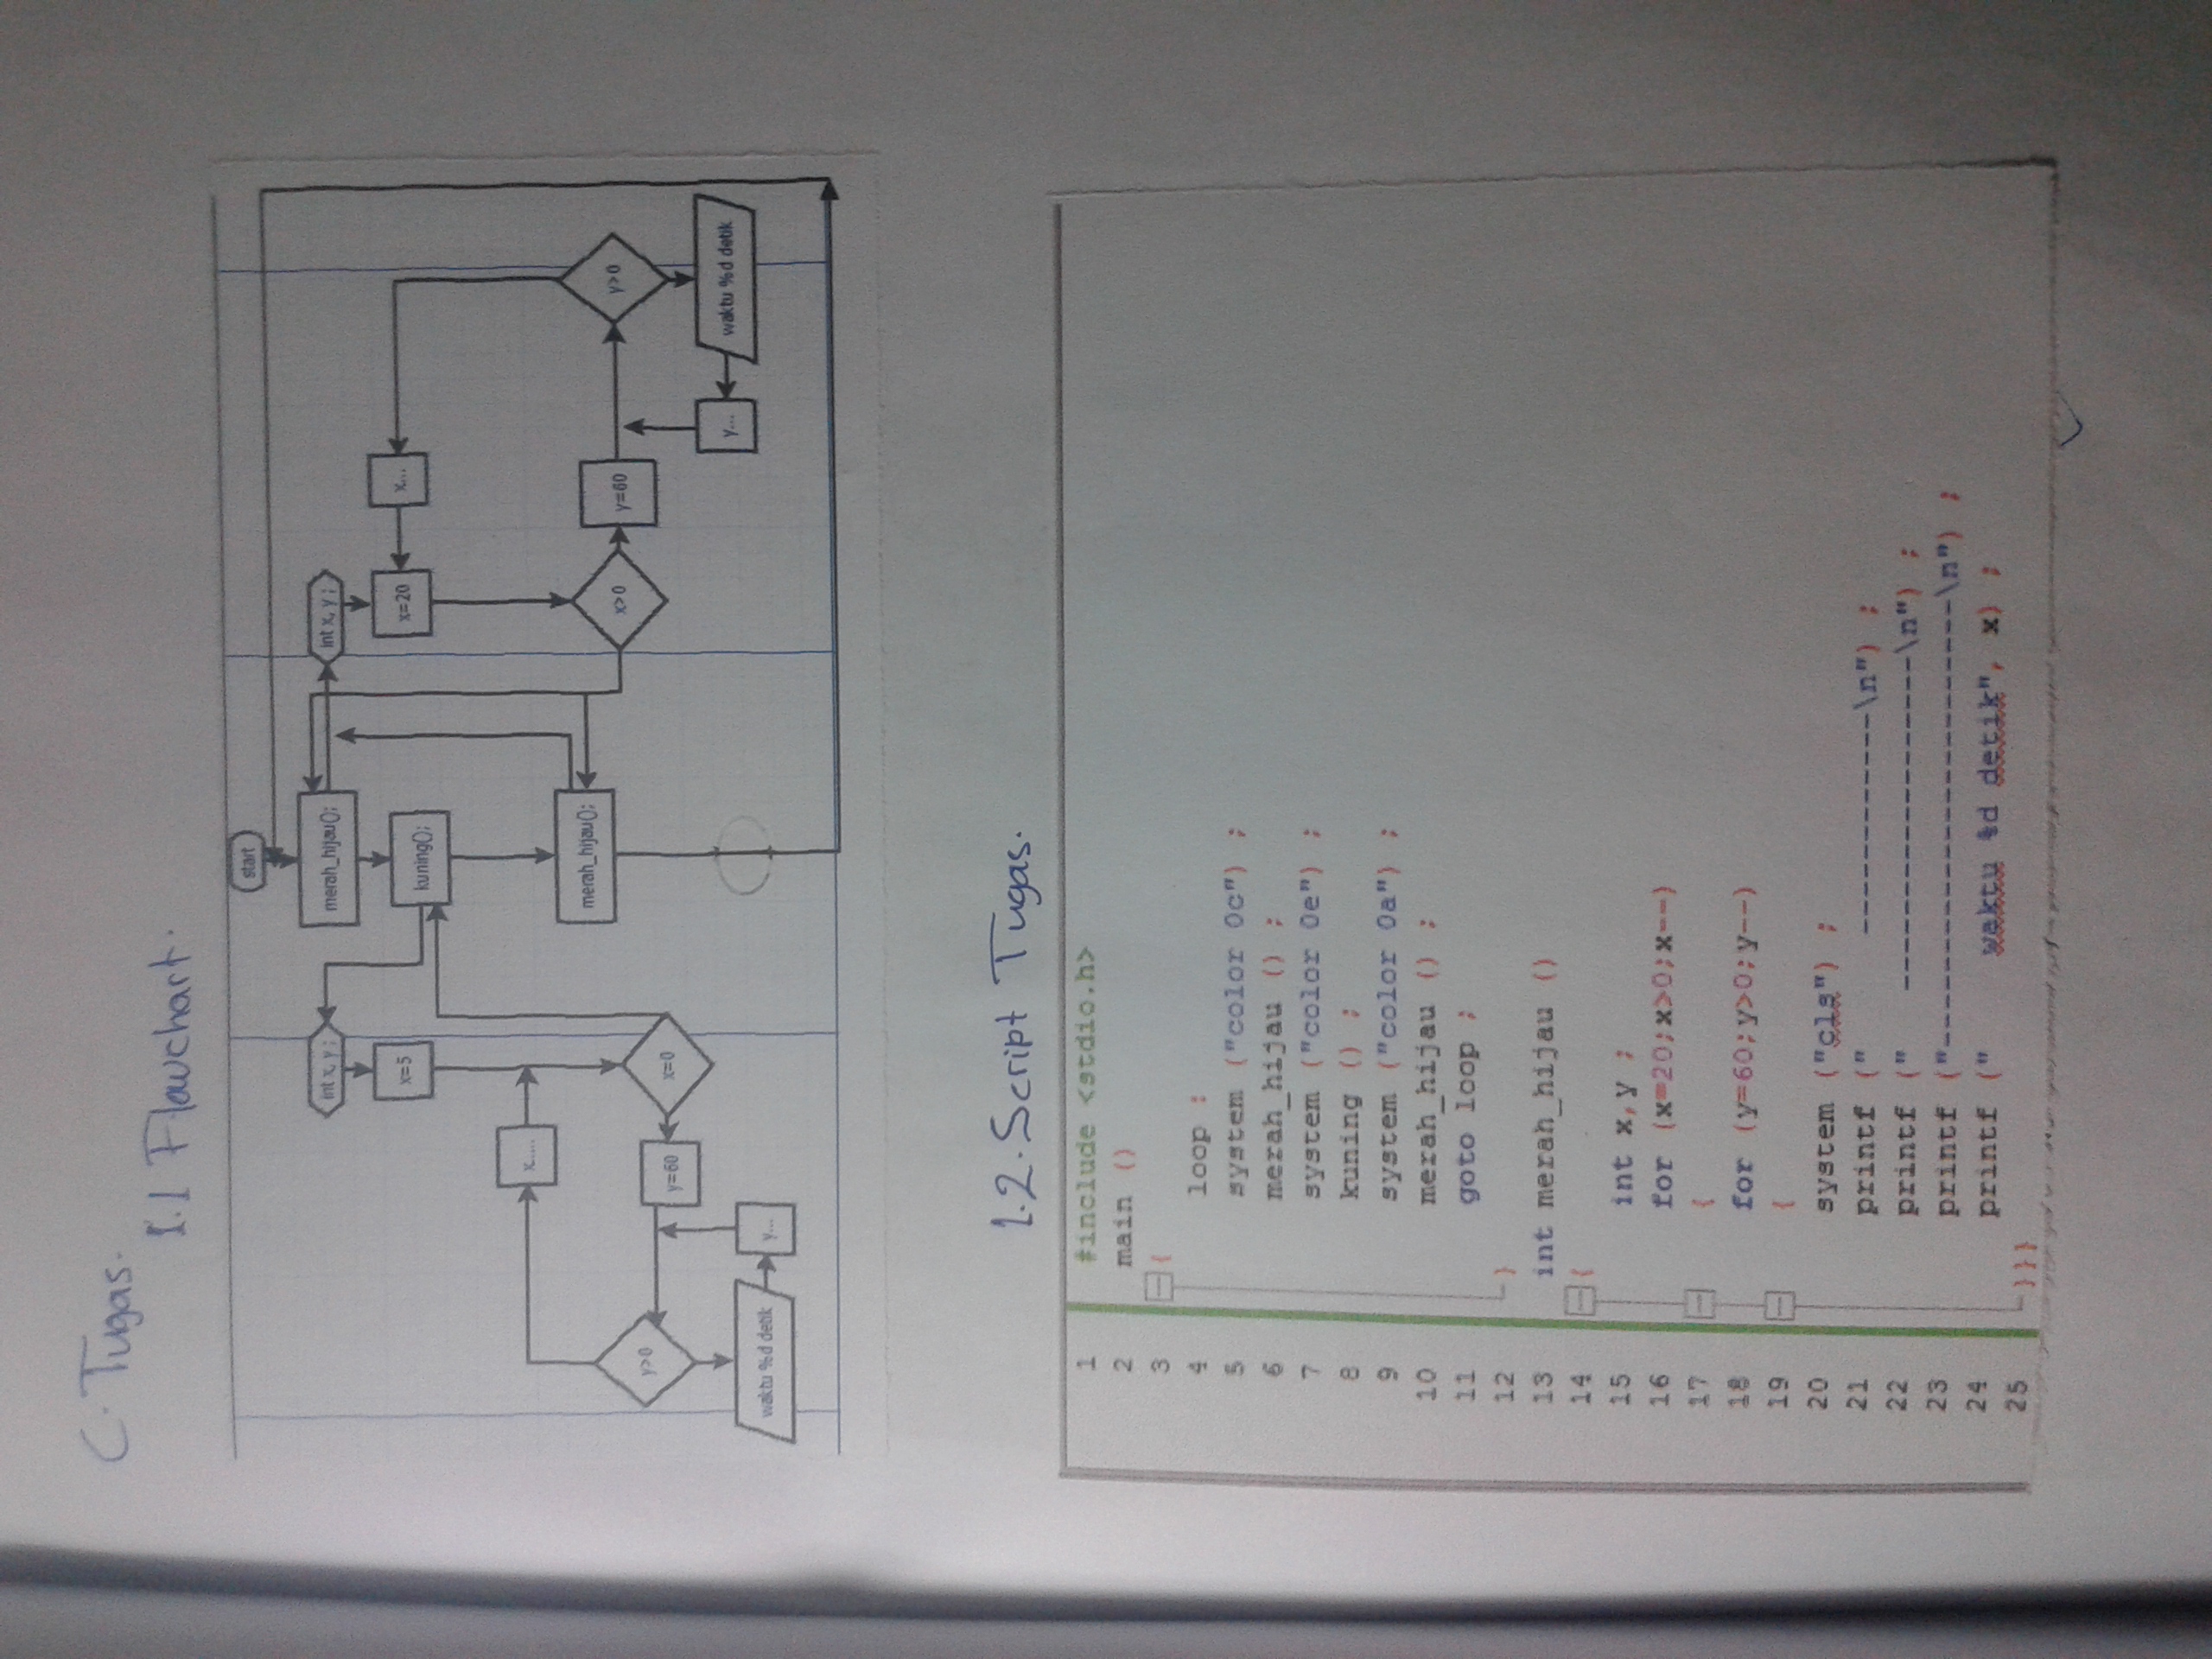 C. Tugas.
1.1 Flowchart.
start
int x, y ;
merah_hijau();
int x, y ;
x=5
kuning();
x=20
x...
x.....
merah_hijau();
y>0
y=60
x=0
x>0
y=60
y>0
waktu %d detik
y...
y...
waktu %d detik
1.2. Script Tugas.
1 #include <stdio.h>
2 main ()
3 {
4 loop :
5 system ("color 0c") ;
6 merah_hijau () ;
7 system ("color 0e") ;
8 kuning () ;
9 system ("color 0a") ;
10 merah_hijau () ;
11 goto loop ;
12 }
13 int merah_hijau ()
14 {
15 int x,y ;
16 for (x=20;x>0;x--)
17 {
18 for (y=60;y>0;y--)
19 {
20 system ("cls") ;
21 printf ("      ------------\n") ;
22 printf ("   ------------------\n") ;
23 printf ("------------------------\n") ;
24 printf ("     waktu %d detik", x) ;
25 }}}